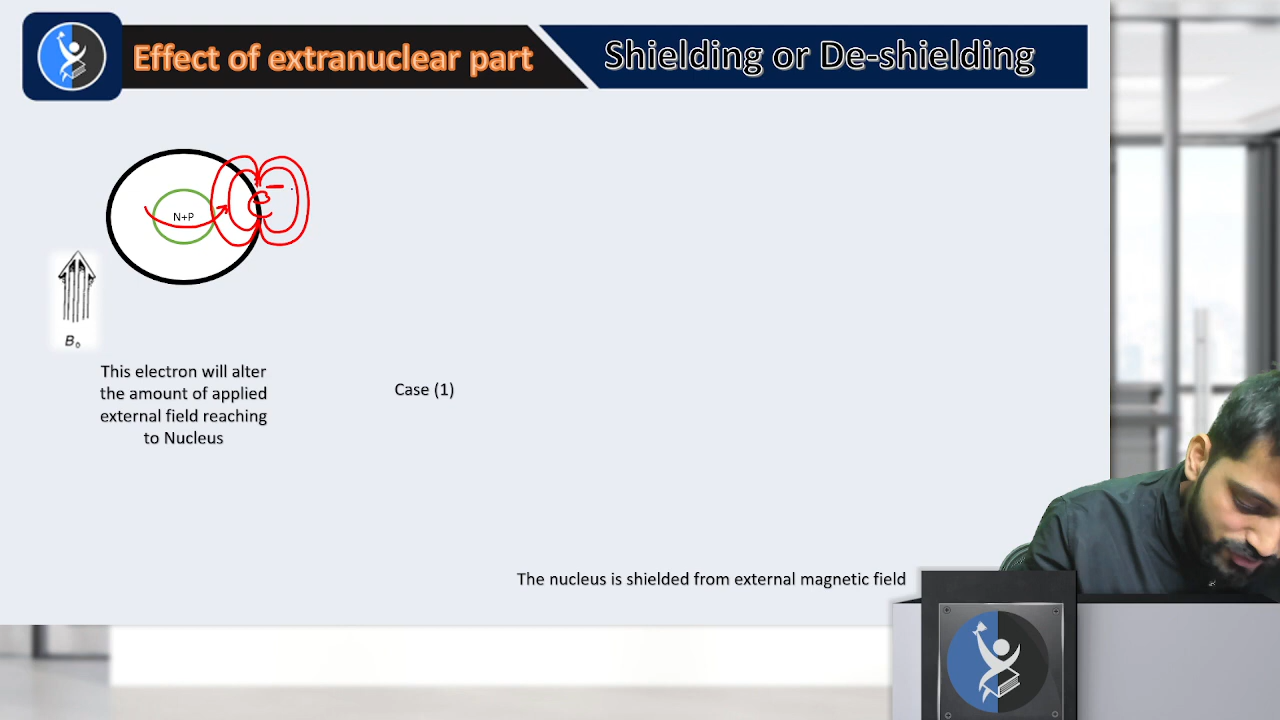 Effect of extranuclear part
Shielding or De-shielding
N+P
e-
B₀
This electron will alter
the amount of applied
external field reaching
to Nucleus
Case (1)
The nucleus is shielded from external magnetic field